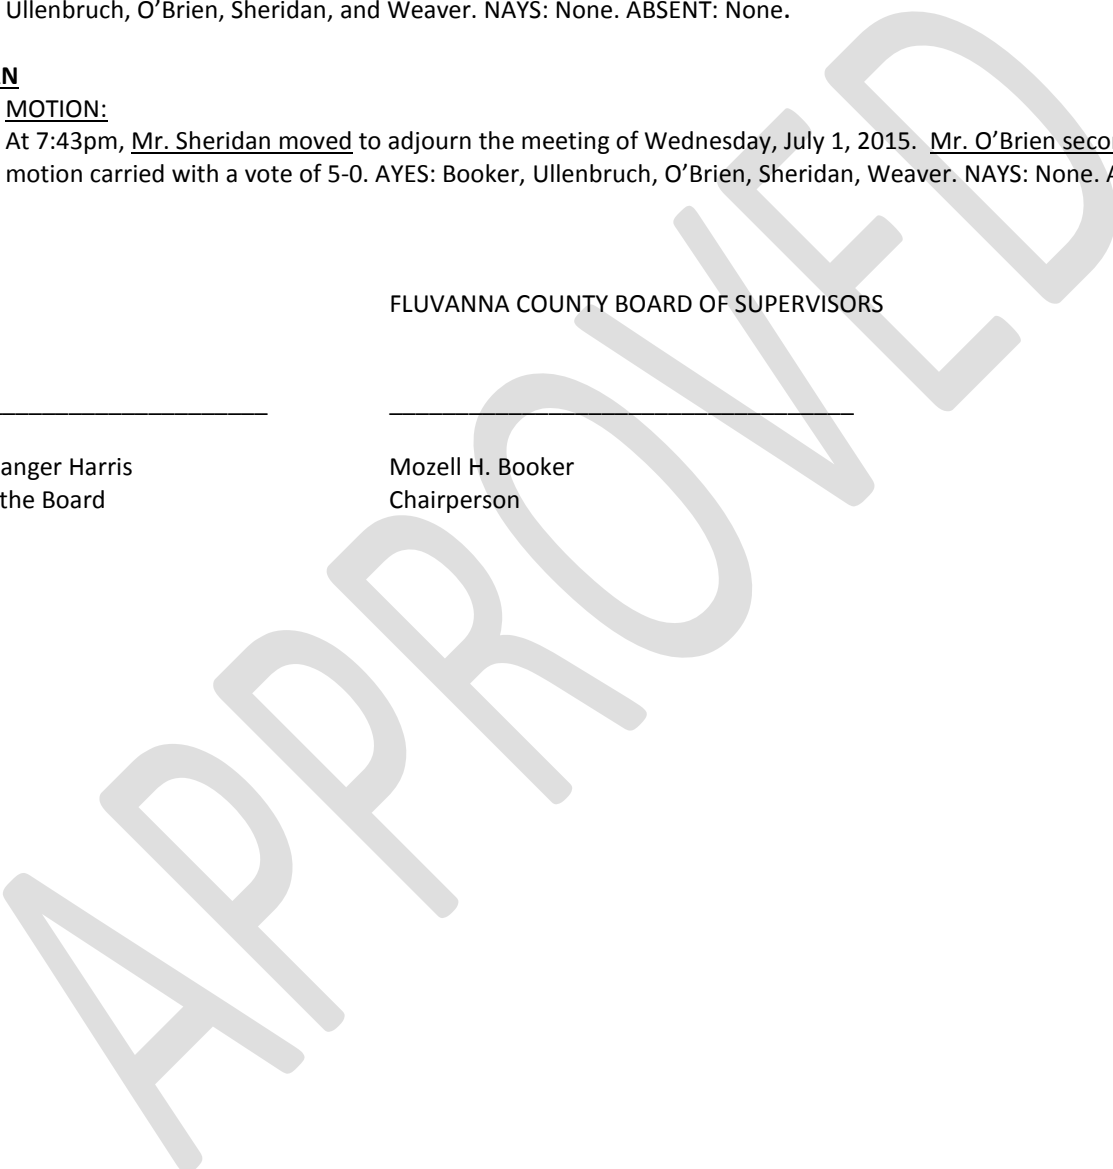 Ullenbruch, O’Brien, Sheridan, and Weaver. NAYS: None. ABSENT: None.
MOTION:
At 7:43pm, Mr. Sheridan moved to adjourn the meeting of Wednesday, July 1, 2015. Mr. O’Brien
motion carried with a vote of 5-0. AYES: Booker, Ullenbruch, O’Brien, Sheridan, Weaver. NAYS: None.
FLUVANNA COUNTY BOARD OF SUPERVISORS
Harris Mozell H. Booker
the Board Chairperson
APPROVED